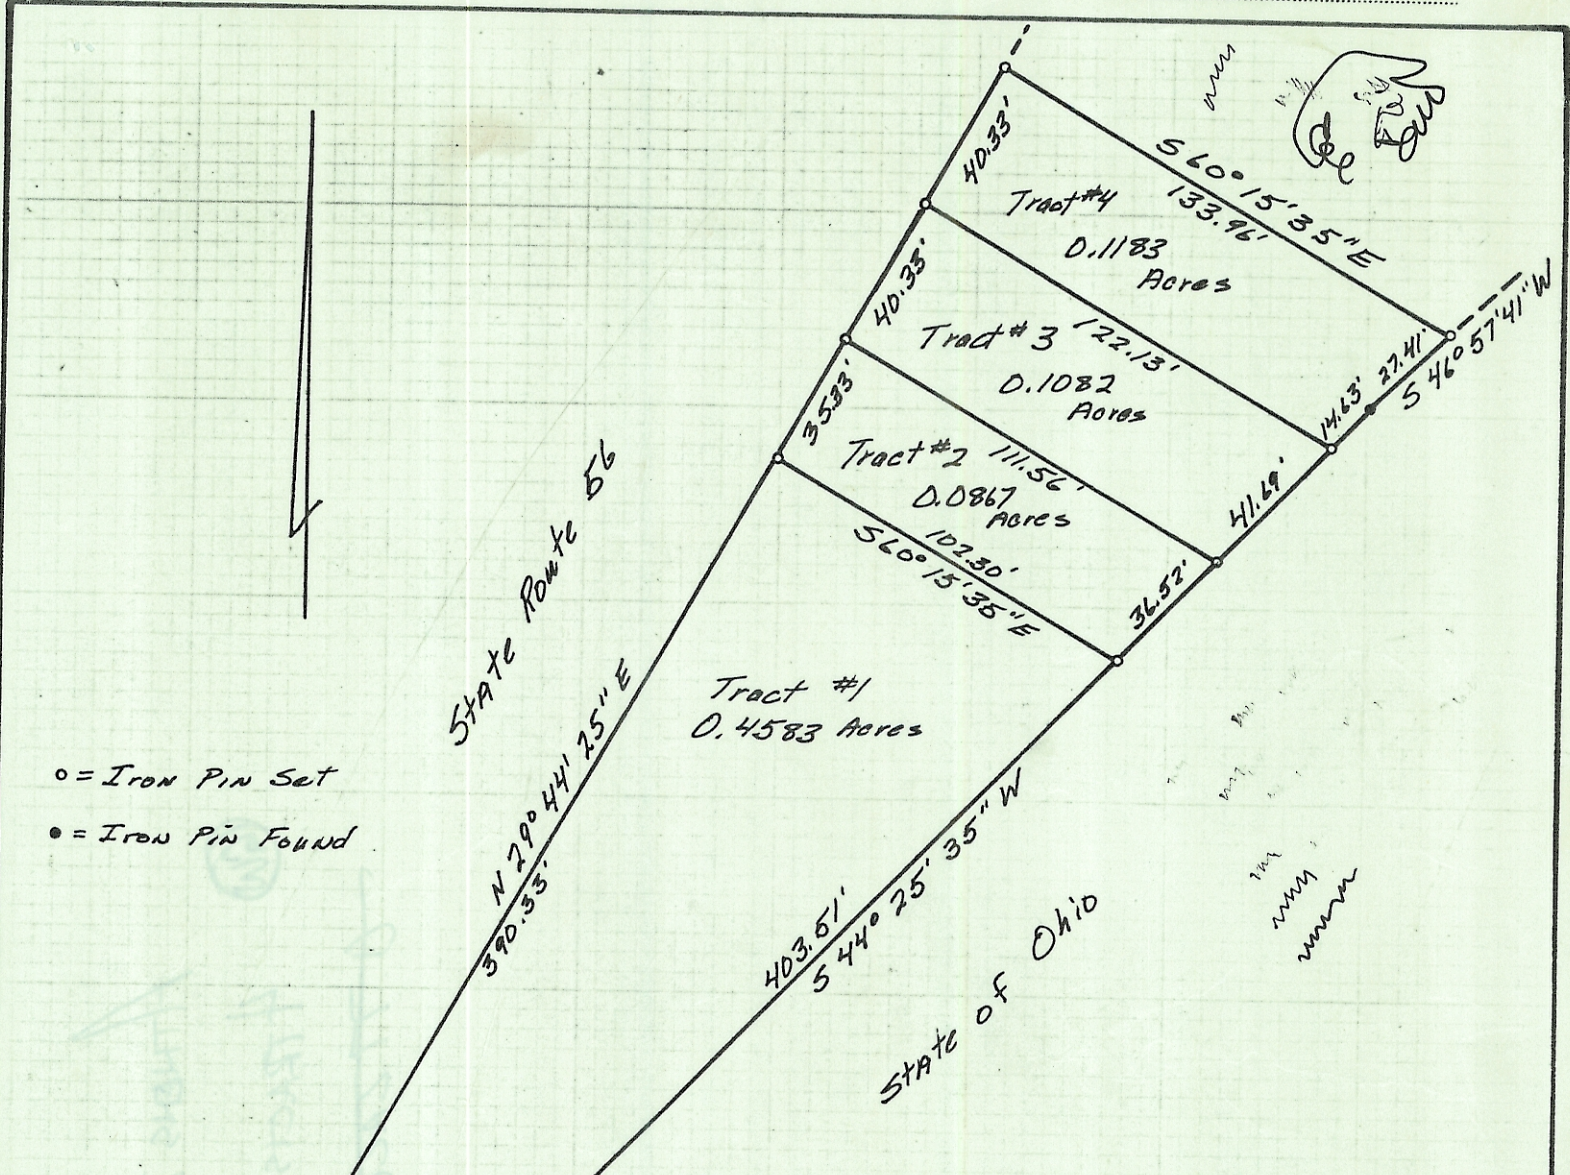 40.33'
S 60° 15' 35" E
133.96'
Tract #4
0.1183
Acres
40.33'
Tract #3
122.13'
0.1082
Acres
27.41'
14.63'
S 46° 57' 41" W
35.33'
Tract #2
111.56'
0.0867
Acres
41.69'
102.30'
S 60° 15' 35" E
36.52'
State Route 56
Tract #1
0.4583 Acres
N 29° 44' 25" E
390.33'
403.51'
S 44° 25' 35" W
State of Ohio
o = Iron Pin Set
● = Iron Pin Found